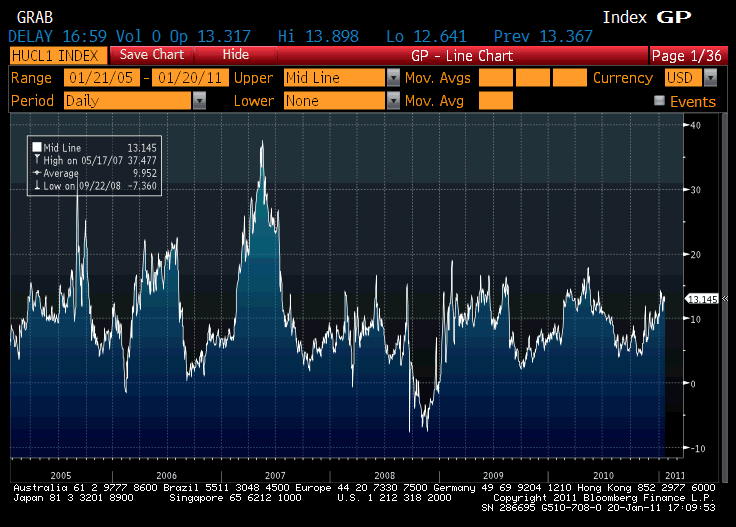 GRAB Index GP
DELAY 16:59 Vol 0 Op 13.317 Hi 13.898 Lo 12.641 Prev 13.367
HUCL1 INDEX Save Chart Hide GP - Line Chart Page 1/36
Range 01/21/05 - 01/20/11 Upper Mid Line Mov. Avgs Currency USD
Period Daily Lower None Mov. Avg Events
Mid Line 13.145
High on 05/17/07 37.477
Average 9.952
Low on 09/22/08 -7.360
40
30
20
13.145
10
0
-10
2005 2006 2007 2008 2009 2010 2011
Australia 61 2 9777 8600 Brazil 5511 3048 4500 Europe 44 20 7330 7500 Germany 49 69 9204 1210 Hong Kong 852 2977 6000
Japan 81 3 3201 8900 Singapore 65 6212 1000 U.S. 1 212 318 2000 Copyright 2011 Bloomberg Finance L.P.
SN 286695 G510-708-0 20-Jan-11 17:09:53